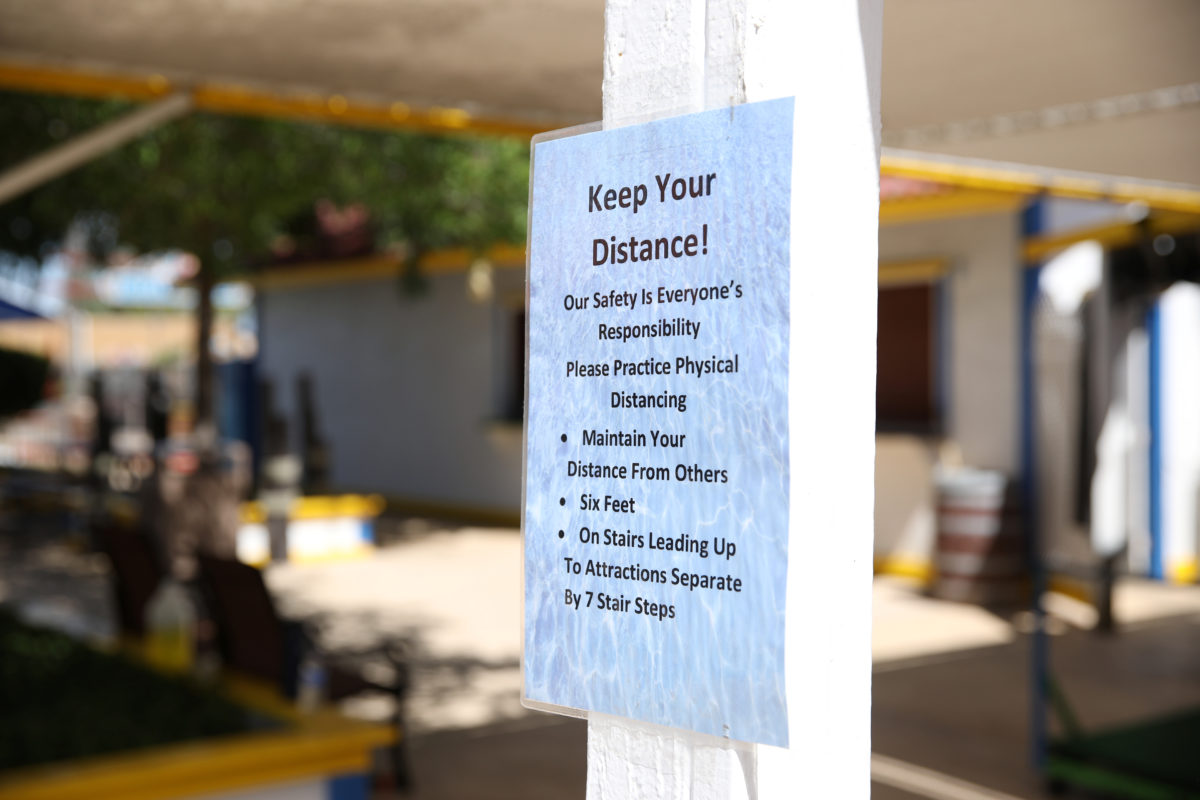 Keep Your
Distance!
Our Safety Is Everyone’s
Responsibility
Please Practice Physical
Distancing
• Maintain Your
Distance From Others
• Six Feet
• On Stairs Leading Up
To Attractions Separate
By 7 Stair Steps